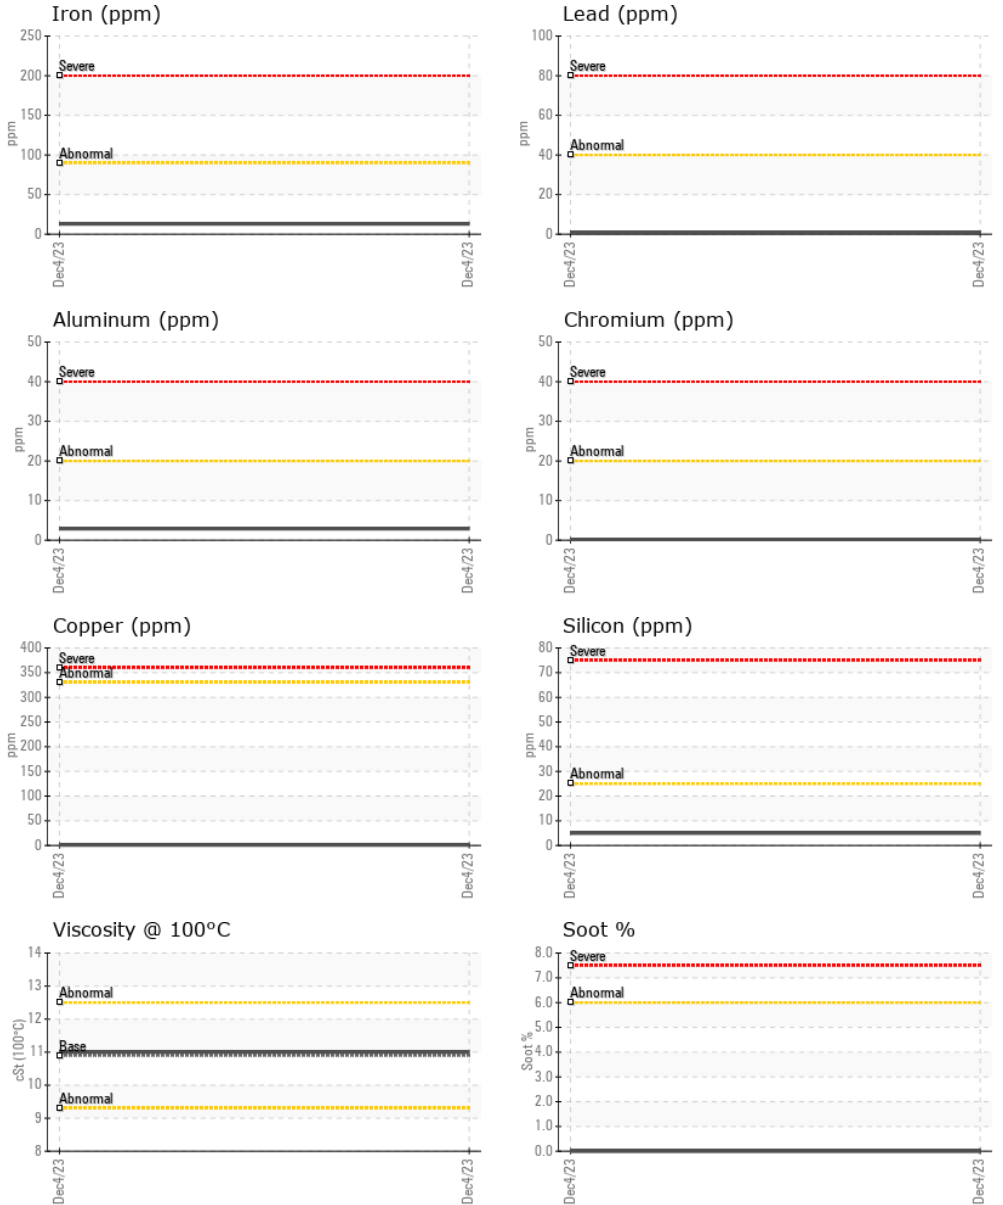 Iron (ppm)
250
200
150
100
50
0
ppm
Severe
Abnormal
Dec4/23
Dec4/23
Lead (ppm)
100
80
60
40
20
0
ppm
Severe
Abnormal
Dec4/23
Dec4/23
Aluminum (ppm)
50
40
30
20
10
0
ppm
Severe
Abnormal
Dec4/23
Dec4/23
Chromium (ppm)
50
40
30
20
10
0
ppm
Severe
Abnormal
Dec4/23
Dec4/23
Copper (ppm)
400
350
300
250
200
150
100
50
0
ppm
Severe
Abnormal
Dec4/23
Dec4/23
Silicon (ppm)
80
70
60
50
40
30
20
10
0
ppm
Severe
Abnormal
Dec4/23
Dec4/23
Viscosity @ 100°C
14
13
12
11
10
9
8
cSt (100°C)
Abnormal
Base
Abnormal
Dec4/23
Dec4/23
Soot %
8.0
7.0
6.0
5.0
4.0
3.0
2.0
1.0
0.0
Soot %
Severe
Abnormal
Dec4/23
Dec4/23